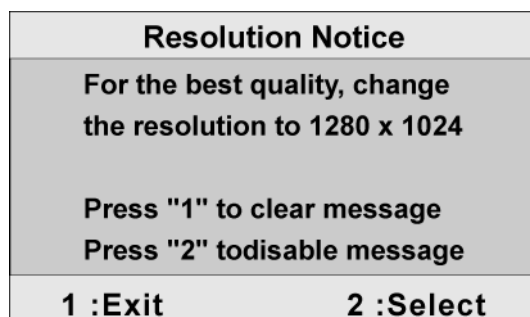 Resolution Notice
For the best quality, change
the resolution to 1280 x 1024
Press "1" to clear message
Press "2" todisable message
1 :Exit 2 :Select